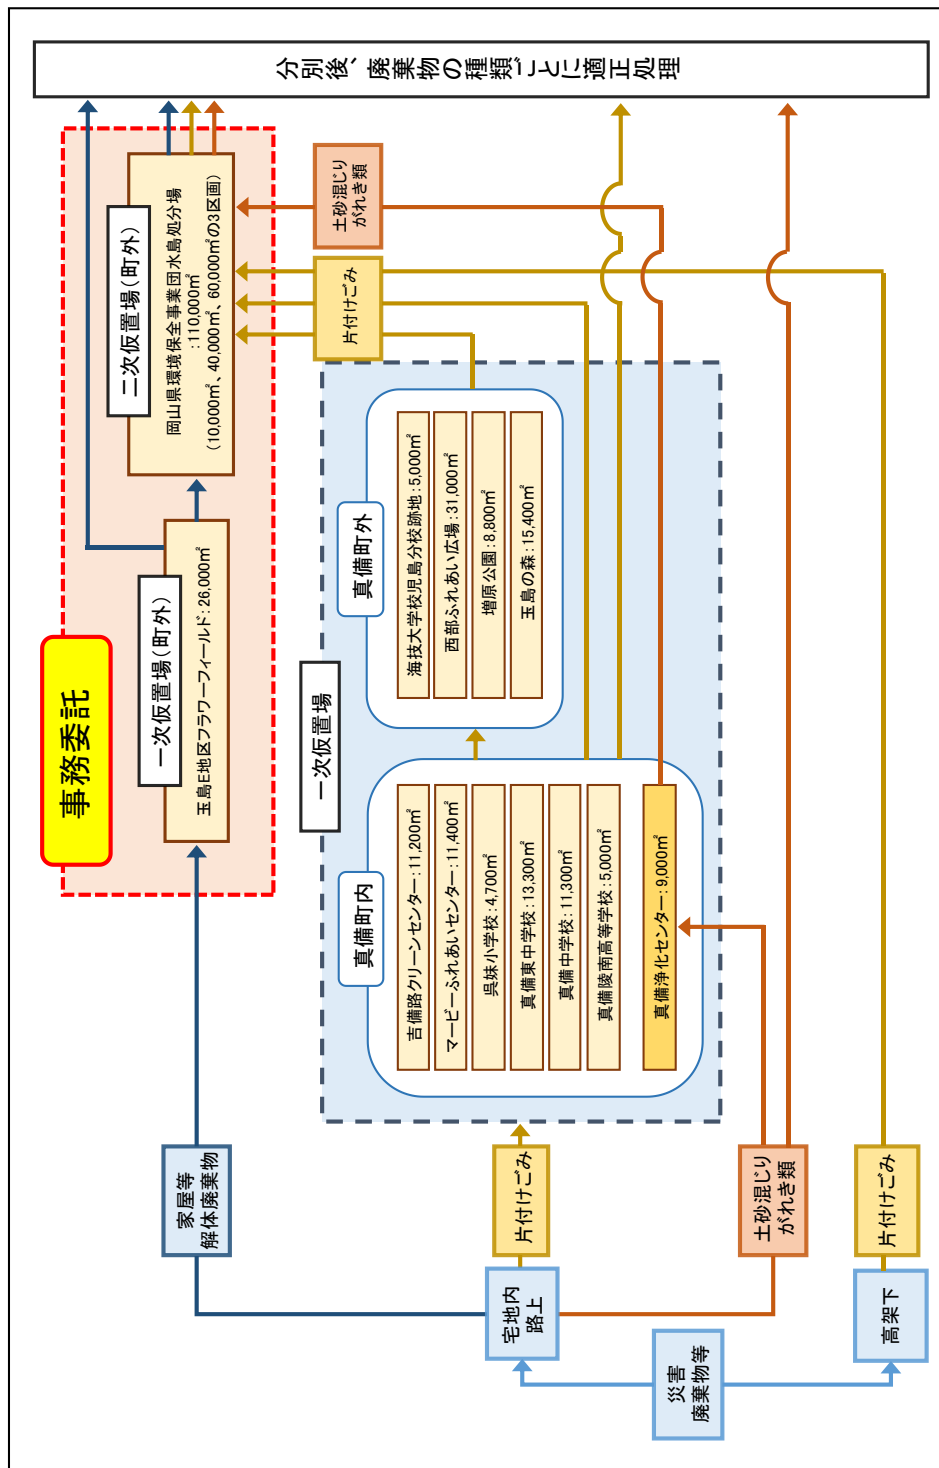 災害
廃棄物等
宅地内
路上
高架下
家屋等
解体廃棄物
片付けごみ
土砂混じり
がれき類
片付けごみ
事務委託
一次仮置場(町外)
玉島E地区フラワーフィールド:26,000㎡
二次仮置場(町外)
岡山県環境保全事業団水島処分場
:110,000㎡
(10,000㎡、40,000㎡、60,000㎡の3区画)
一次仮置場
真備町内
吉備路クリーンセンター:11,200㎡
マービーふれあいセンター:11,400㎡
呉妹小学校:4,700㎡
真備東中学校:13,300㎡
真備中学校:11,300㎡
真備陵南高等学校:5,000㎡
真備浄化センター:9,000㎡
真備町外
海技大学校児島分校跡地:5,000㎡
西部ふれあい広場:31,000㎡
増原公園:8,800㎡
玉島の森:15,400㎡
片付けごみ
土砂混じり
がれき類
分別後、廃棄物の種類ごとに適正処理